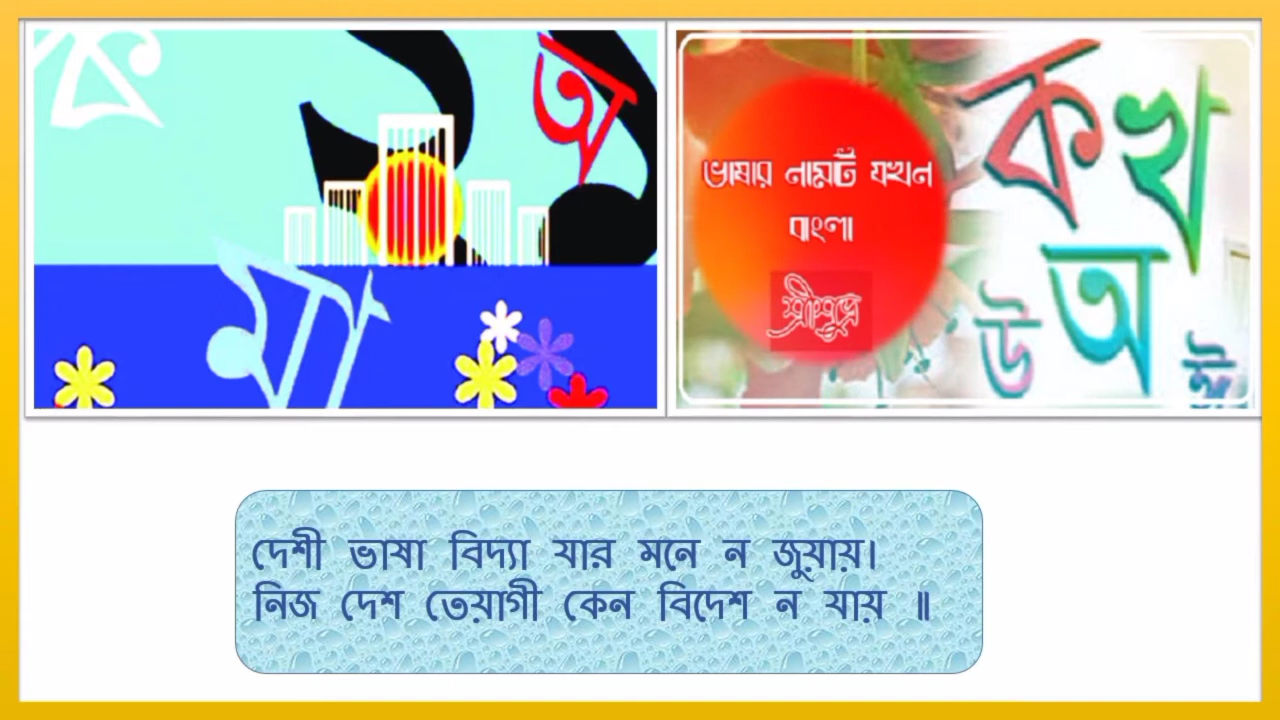 ক
অ
মা
ভাষার নামটি যখন
বাংলা
শ্রীশুভ্র
ক খ
অ
উ
ঈ
দেশী ভাষা বিদ্যা যার মনে ন জুয়ায়।
নিজ দেশ তেয়াগী কেন বিদেশ ন যায় ॥